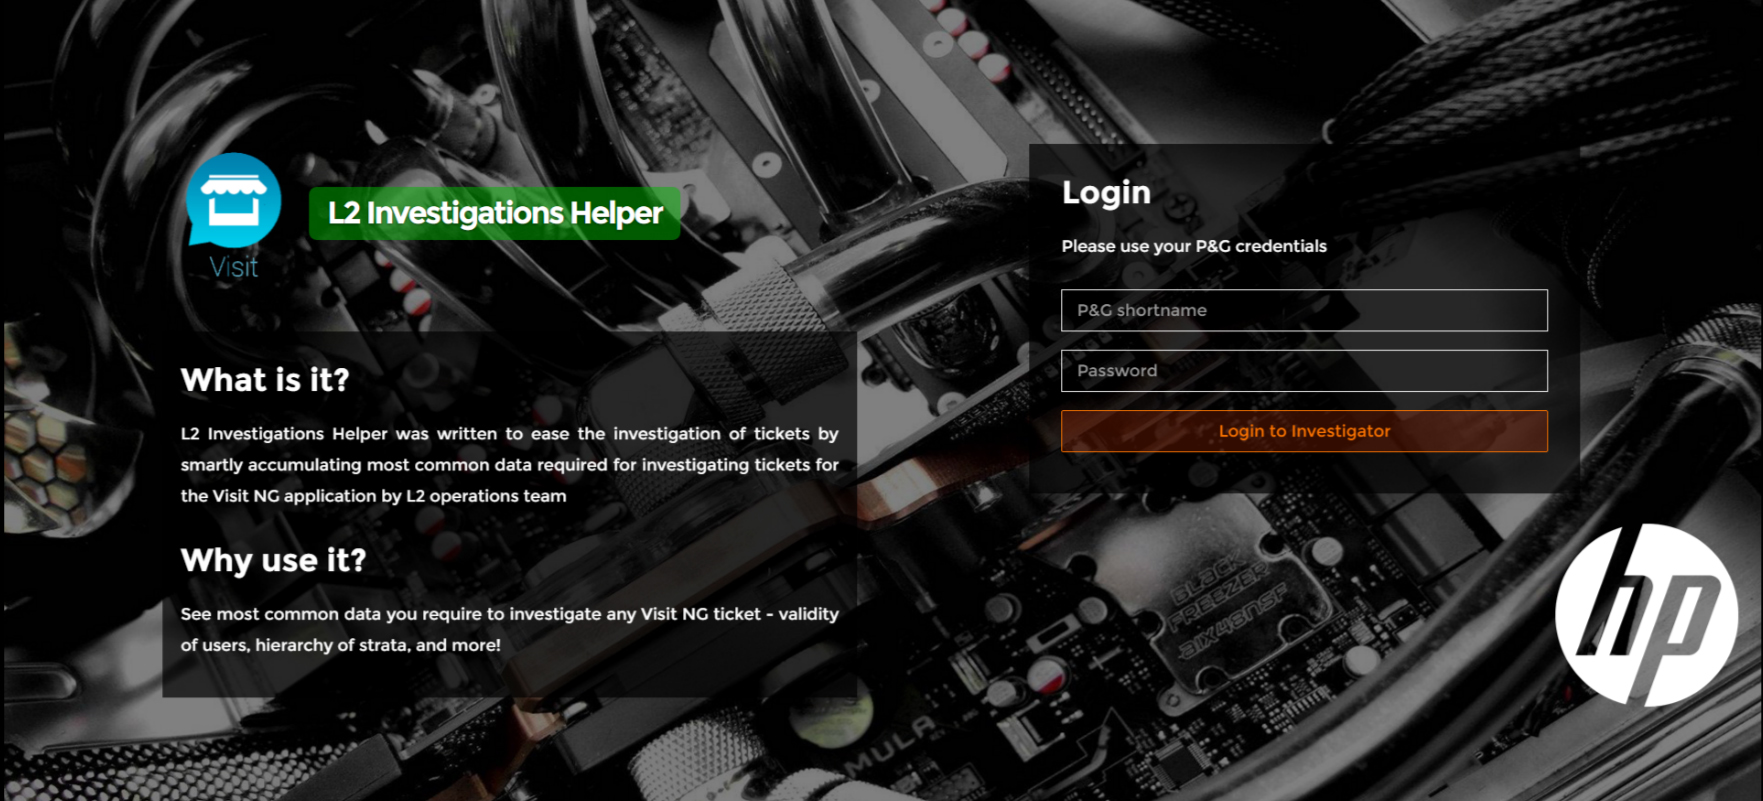 Visit
L2 Investigations Helper
What is it?
L2 Investigations Helper was written to ease the investigation of tickets by
smartly accumulating most common data required for investigating tickets for
the Visit NG application by L2 operations team
Why use it?
See most common data you require to investigate any Visit NG ticket - validity
of users, hierarchy of strata, and more!
Login
Please use your P&G credentials
P&G shortname
Password
Login to Investigator
hp
BLACK
FREEZER
AIX48NSF
MULA